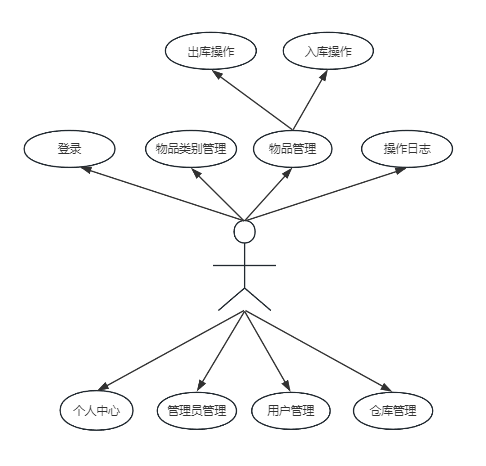 出库操作
入库操作
登录
物品类别管理
物品管理
操作日志
个人中心
管理员管理
用户管理
仓库管理